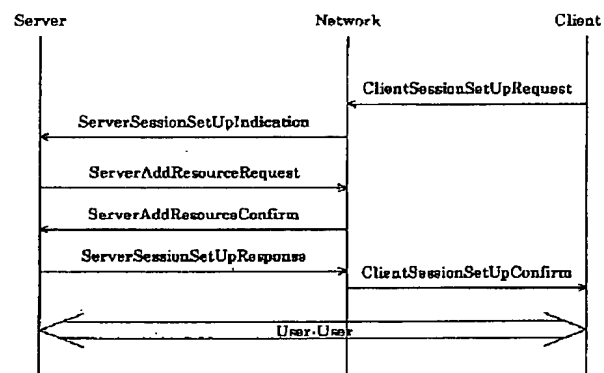 Server Network Client
ClientSessionSetUpRequest
ServerSessionSetUpIndication
ServerAddResourceRequest
ServerAddResourceConfirm
ServerSessionSetUpResponse
ClientSessionSetUpConfirm
User-User